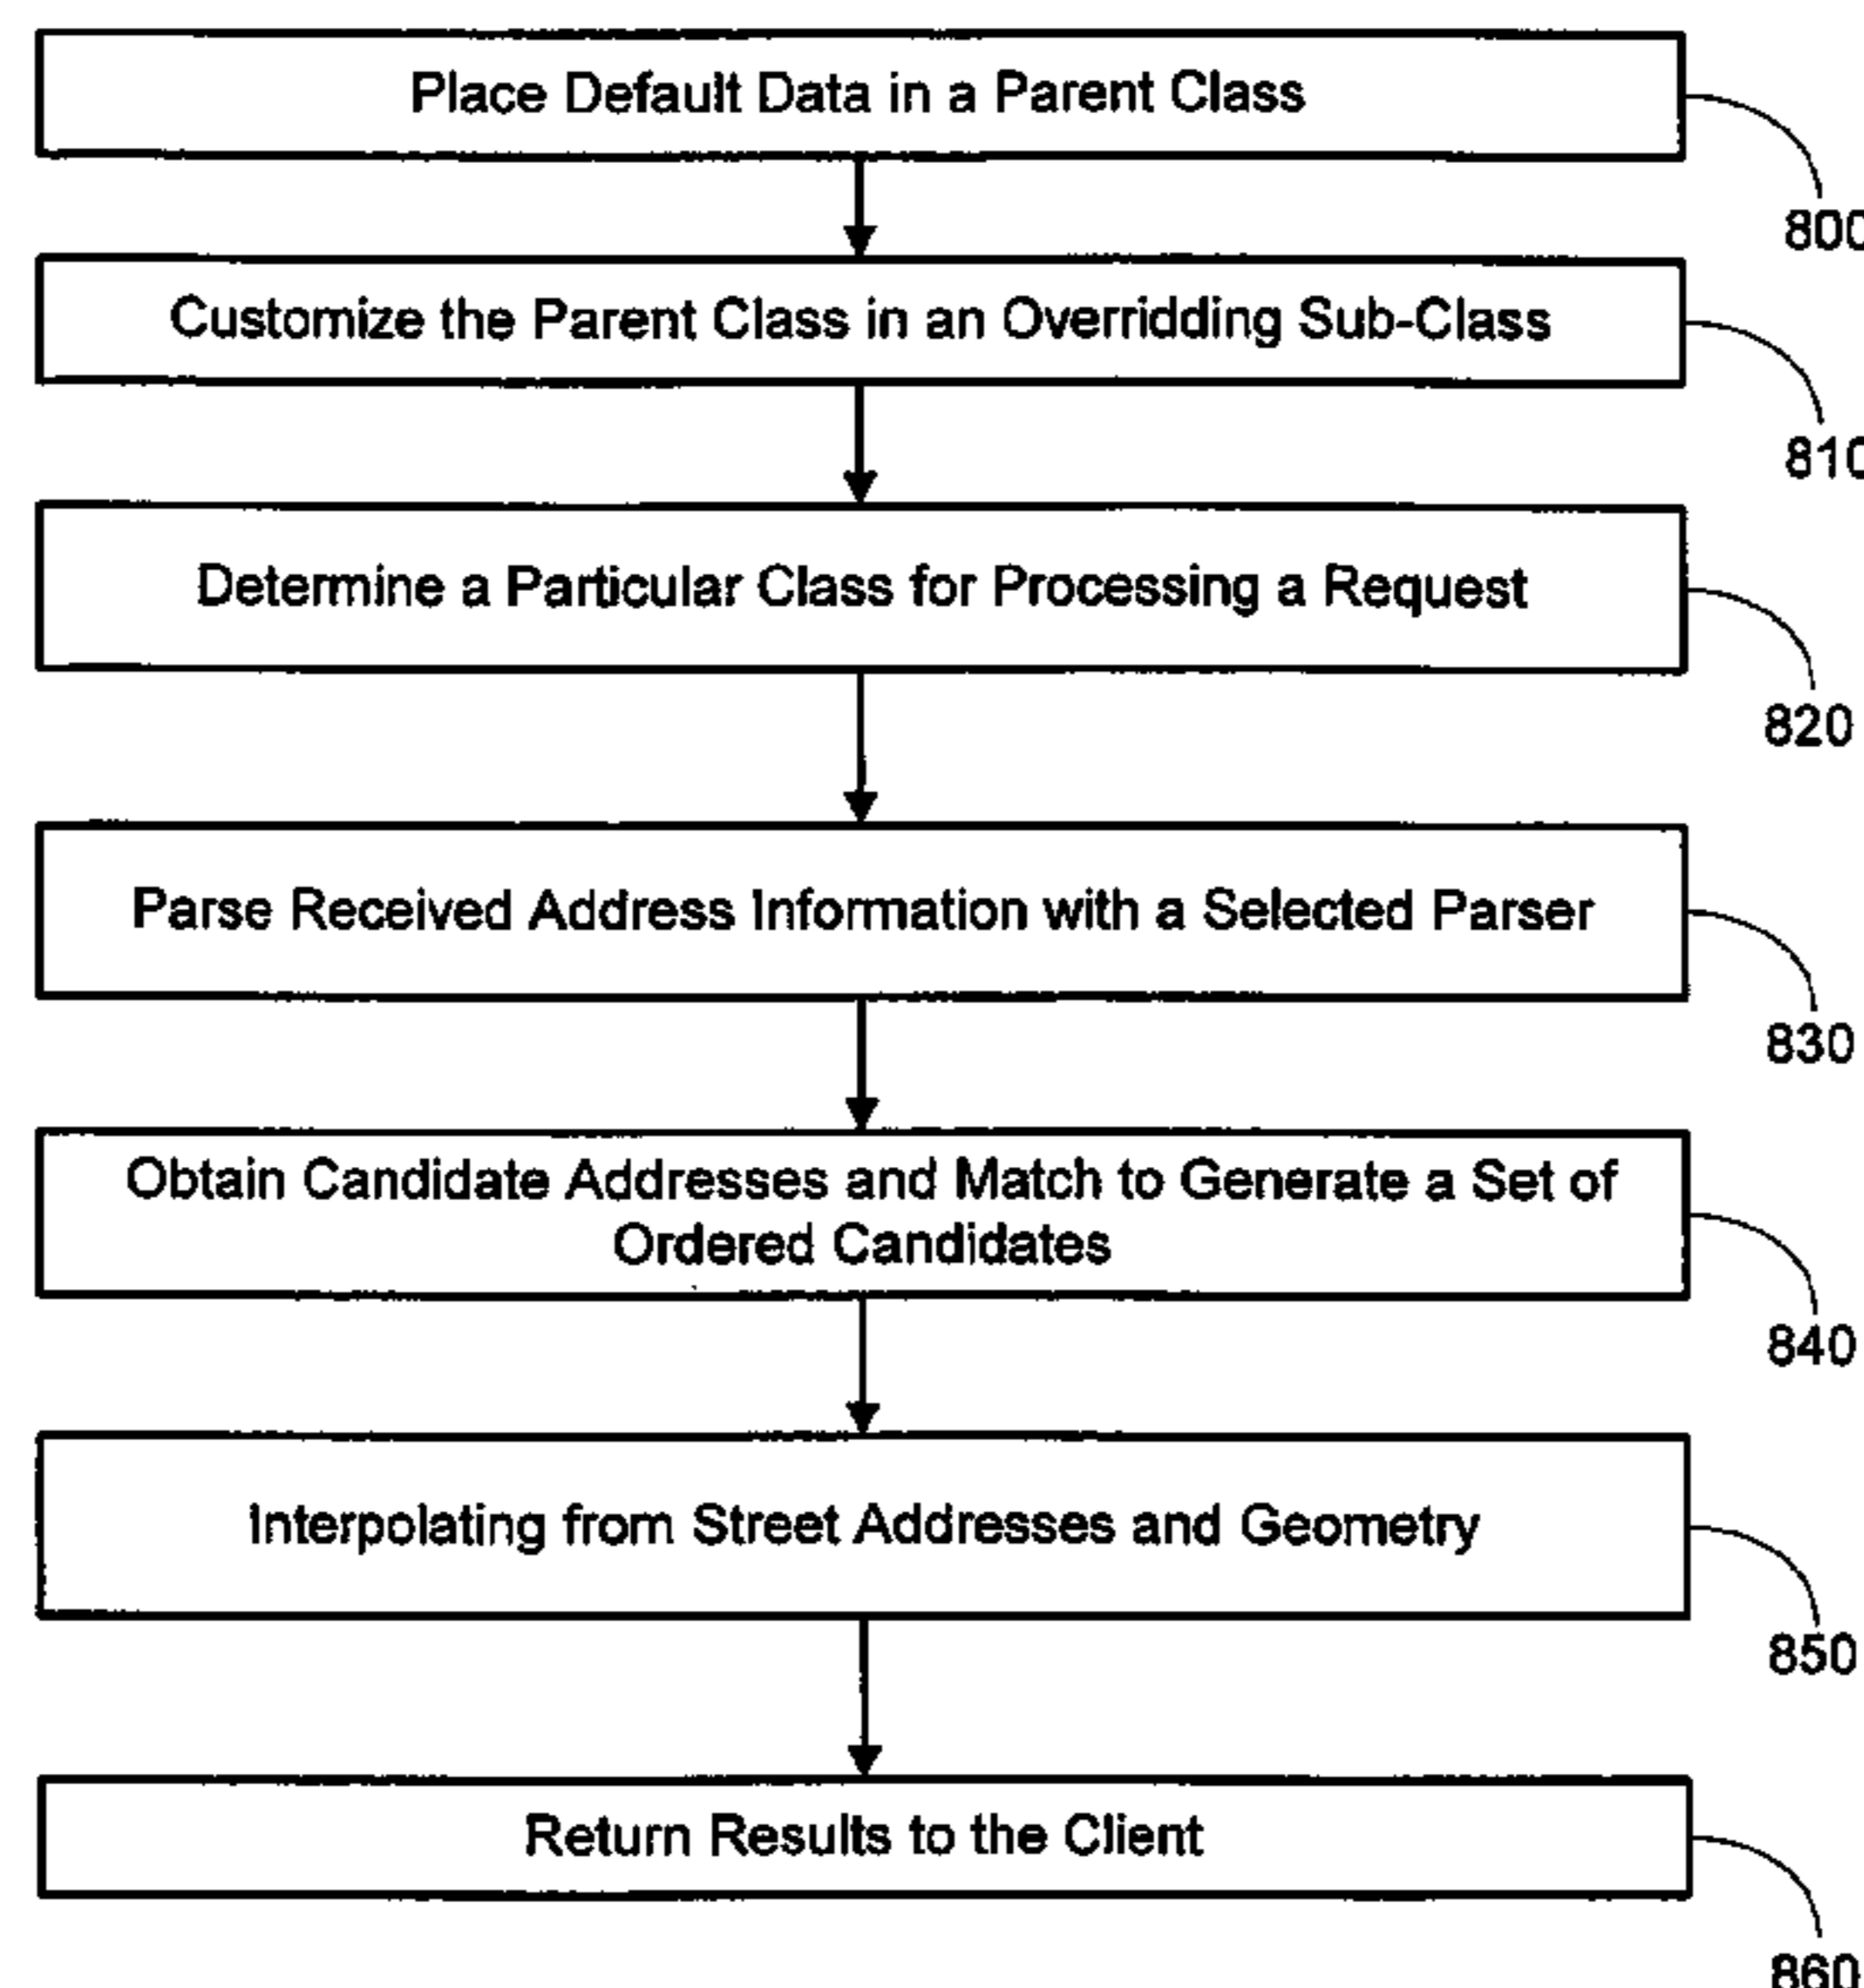 Place Default Data in a Parent Class
800
Customize the Parent Class in an Overridding Sub-Class
810
Determine a Particular Class for Processing a Request
820
Parse Received Address Information with a Selected Parser
830
Obtain Candidate Addresses and Match to Generate a Set of
Ordered Candidates
840
Interpolating from Street Addresses and Geometry
850
Return Results to the Client
860